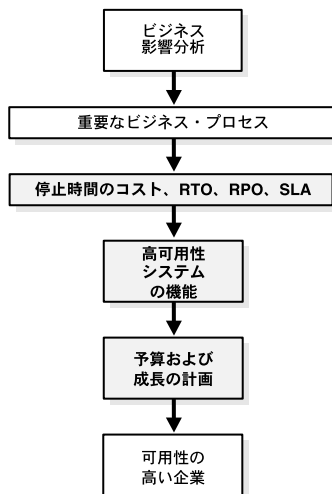 ビジネス
影響分析
重要なビジネス・プロセス
停止時間のコスト、RTO、RPO、SLA
高可用性
システム
の機能
予算および
成長の計画
可用性の
高い企業